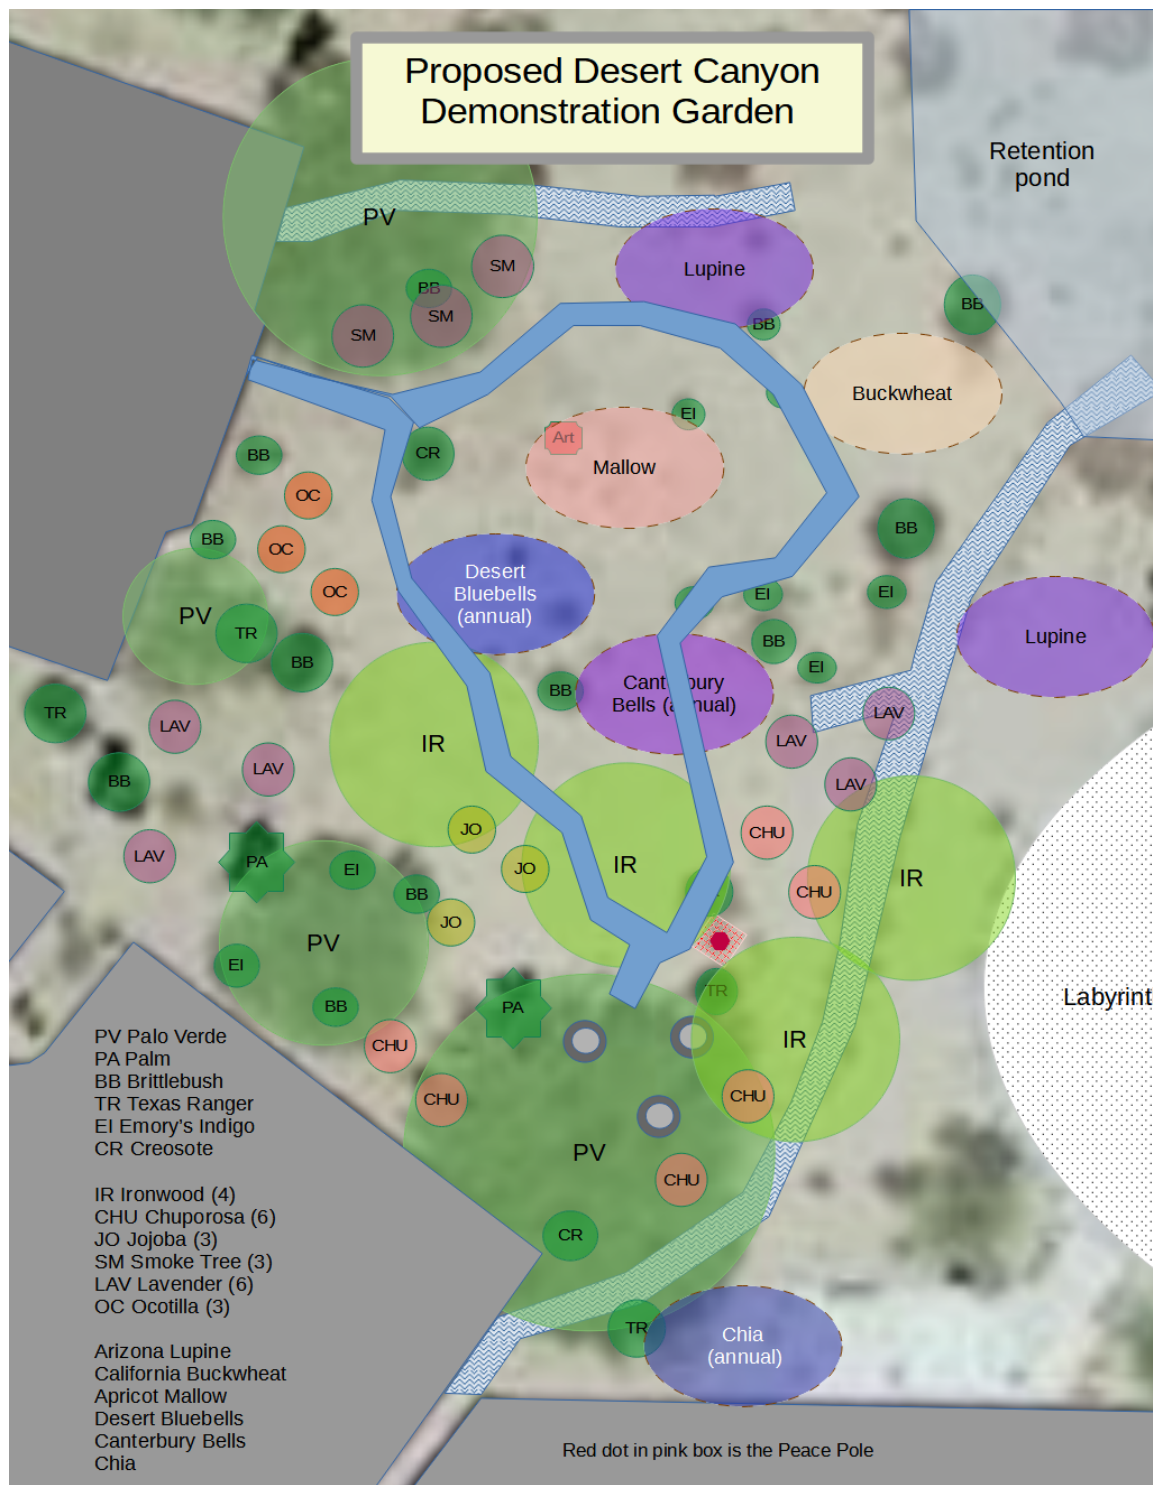 Proposed Desert Canyon
Demonstration Garden
Retention
pond
PV
SM
Lupine
BB
SM
BB
SM
BB
Buckwheat
EI
Art
CR
BB
Mallow
OC
BB
BB
OC
Desert
Bluebells
(annual)
OC
EI
EI
PV
TR
BB
Lupine
BB
EI
BB
Cant bury
Bells (a nual)
TR
LAV
LAV
IR
LAV
LAV
BB
LAV
JO
CHU
LAV
PA
EI
JO
IR
IR
BB
CHU
JO
PV
EI
TR
BB
PA
CHU
IR
Labyrint
CHU
CHU
PV
CHU
CR
TR
Chia
(annual)
PV Palo Verde
PA Palm
BB Brittlebush
TR Texas Ranger
EI Emory's Indigo
CR Creosote
IR Ironwood (4)
CHU Chuporosa (6)
JO Jojoba (3)
SM Smoke Tree (3)
LAV Lavender (6)
OC Ocotilla (3)
Arizona Lupine
California Buckwheat
Apricot Mallow
Desert Bluebells
Canterbury Bells
Chia
Red dot in pink box is the Peace Pole